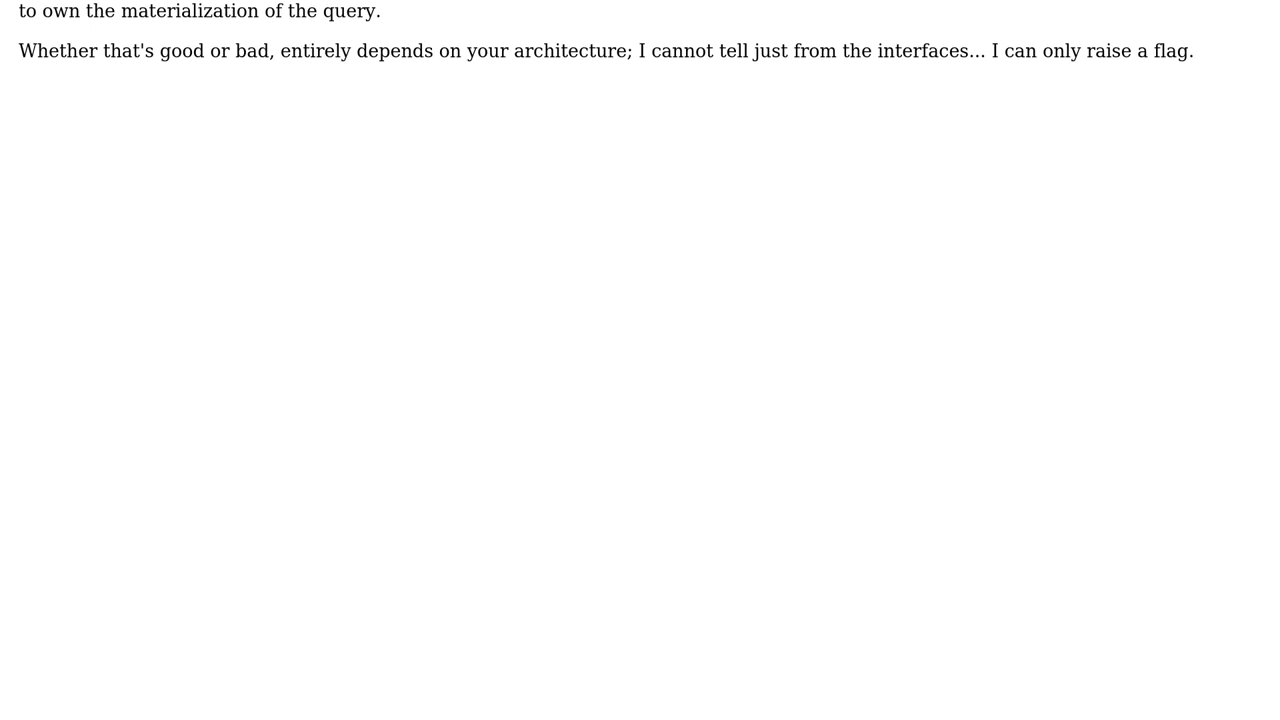 to own the materialization of the query.
Whether that's good or bad, entirely depends on your architecture; I cannot tell just from the interfaces... I can only raise a flag.